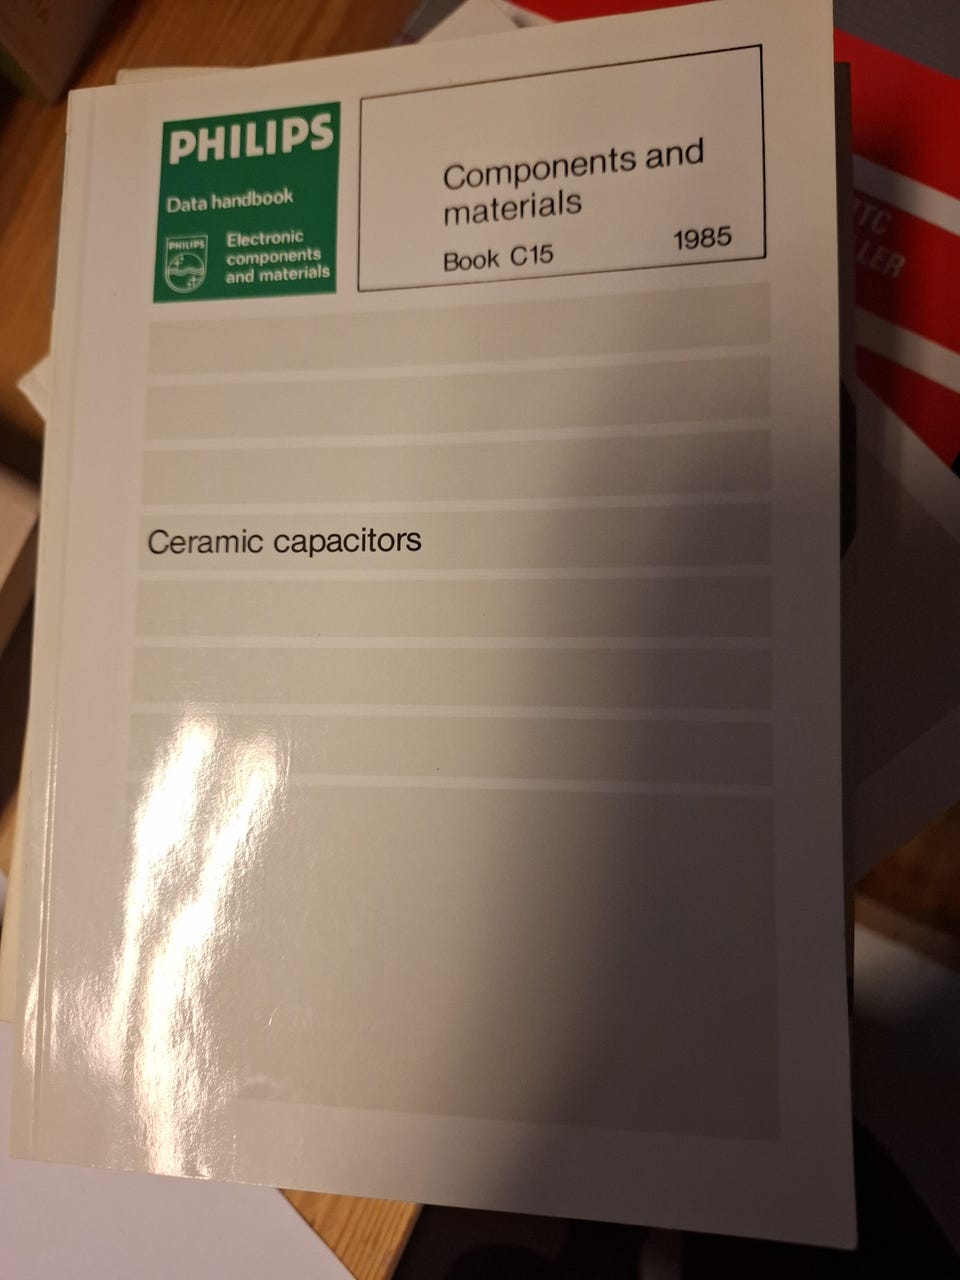 PHILIPS
Data handbook
PHILIPS
Electronic
components
and materials
Components and
materials
Book C15
1985
Ceramic capacitors